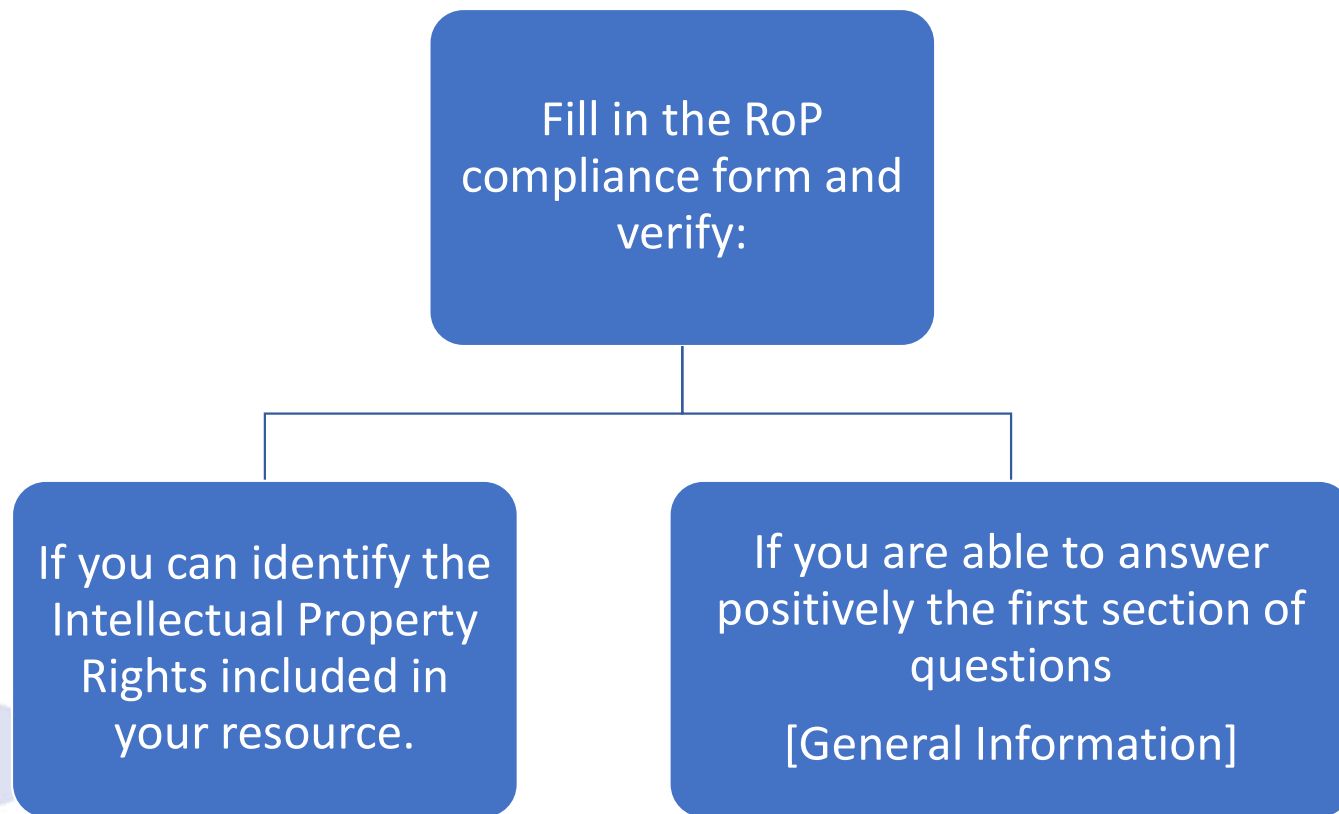 Fill in the RoP
compliance form and
verify:
If you can identify the
Intellectual Property
Rights included in
your resource.
If you are able to answer
positively the first section of
questions
[General Information]